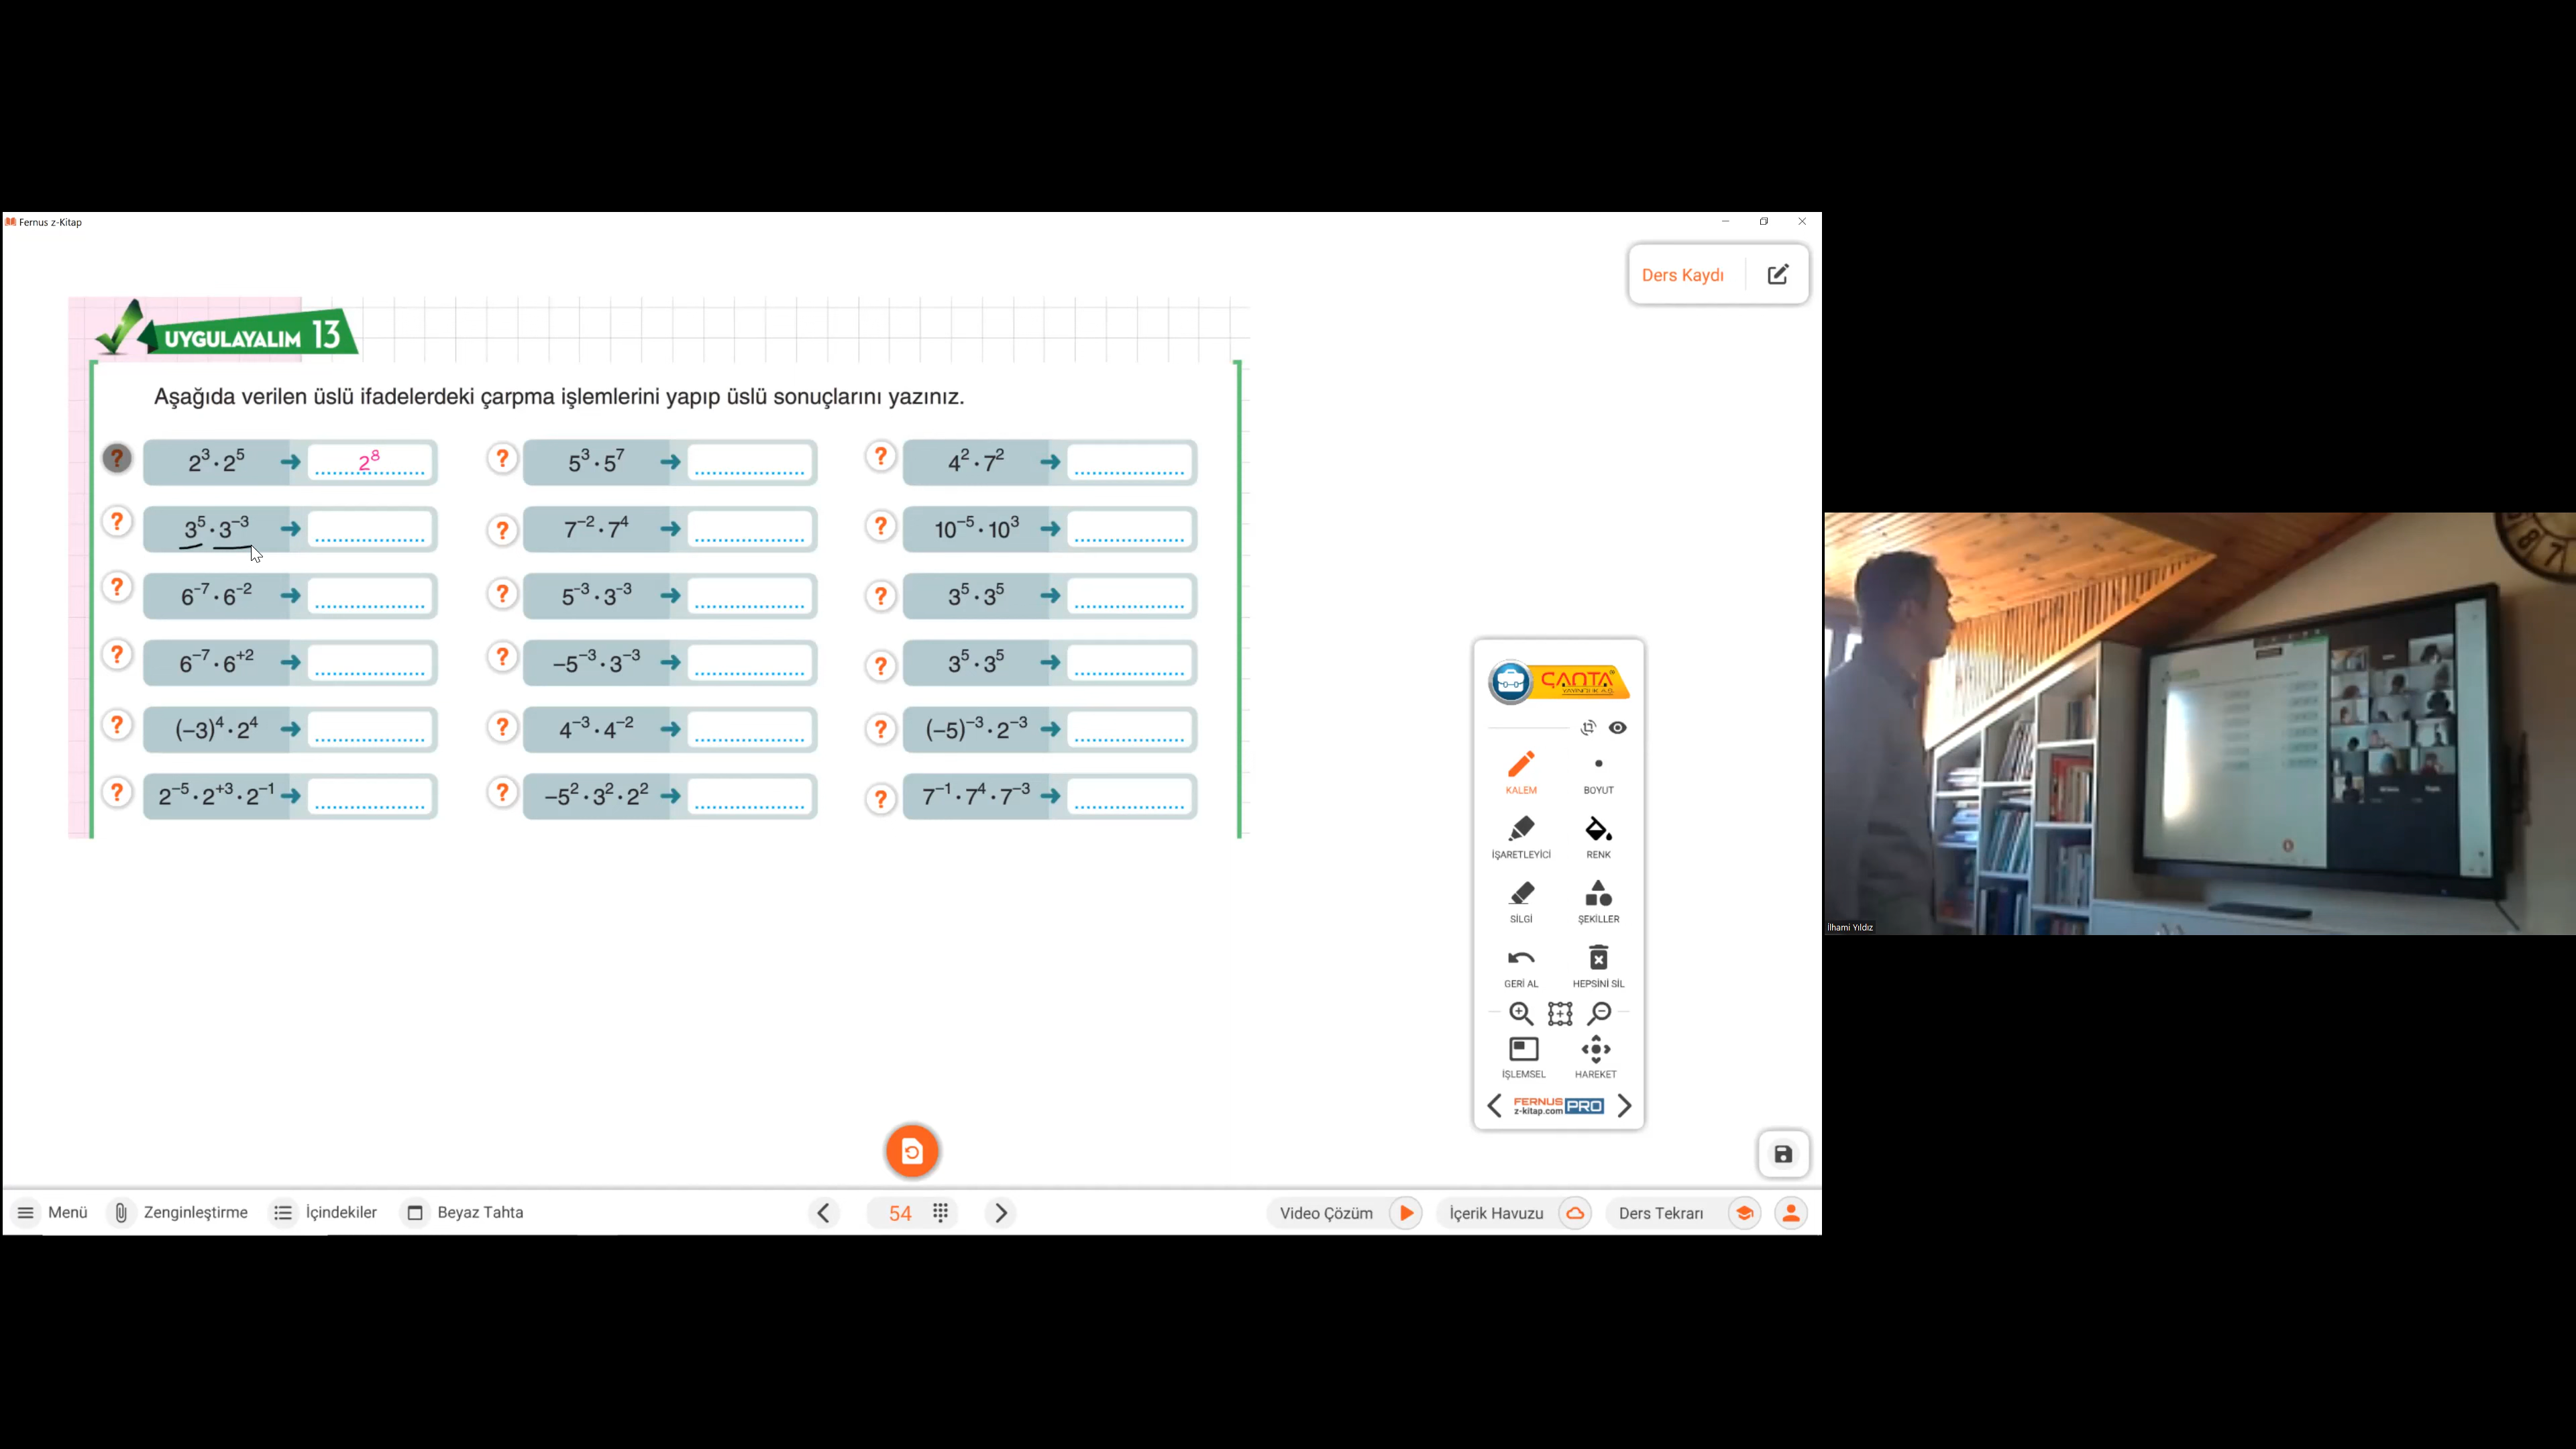 Fernus z-Kitap
Ders Kaydı
UYGULAYALIM 13
Aşağıda verilen üslü ifadelerdeki çarpma işlemlerini yapıp üslü sonuçlarını yazınız.
? 2³ · 2⁵ → 2⁸ ? 5³ · 5⁷ → ? 4² · 7² →
? 3⁵ · 3⁻³ → ? 7⁻² · 7⁴ → ? 10⁻⁵ · 10³ →
? 6⁻⁷ · 6⁻² → ? 5⁻³ · 3⁻³ → ? 3⁵ · 3⁵ →
? 6⁻⁷ · 6⁺² → ? –5⁻³ · 3⁻³ → ? 3⁵ · 3⁵ →
? (–3)⁴ · 2⁴ → ? 4⁻³ · 4⁻² → ? (–5)⁻³ · 2⁻³ →
? 2⁻⁵ · 2⁺³ · 2⁻¹ → ? –5² · 3² · 2² → ? 7⁻¹ · 7⁴ · 7⁻³ →
ÇANTA
YAYINCILIK A.Ş.
KALEM BOYUT
İŞARETLEYİCİ RENK
SİLGİ ŞEKİLLER
GERİ AL HEPSİNİ SİL
İŞLEMSEL HAREKET
FERNUS PRO
z-kitap.com
İlhami Yıldız
Menü Zenginleştirme İçindekiler Beyaz Tahta 54 Video Çözüm İçerik Havuzu Ders Tekrarı